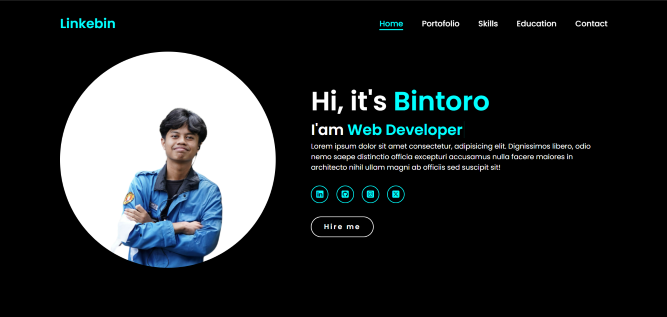 Linkebin
Home Portofolio Skills Education Contact
Hi, it's Bintoro
I'am Web Developer
Lorem ipsum dolor sit amet consectetur, adipisicing elit. Dignissimos libero, odio
nemo saepe distinctio officia excepturi accusamus nulla facere maiores in
architecto nihil ullam magni ab officiis sed suscipit sit!
Hire me